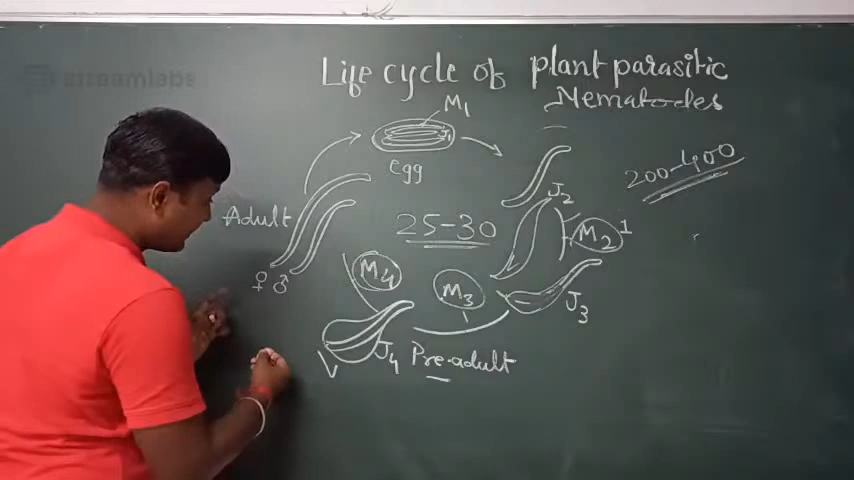 streamlabs
Life cycle of plant parasitic
Nematodes
M1
egg
200-400
J2
Adult
25-30
M2 1
♀ ♂
M4
M3
J3
J4 Pre-adult
V